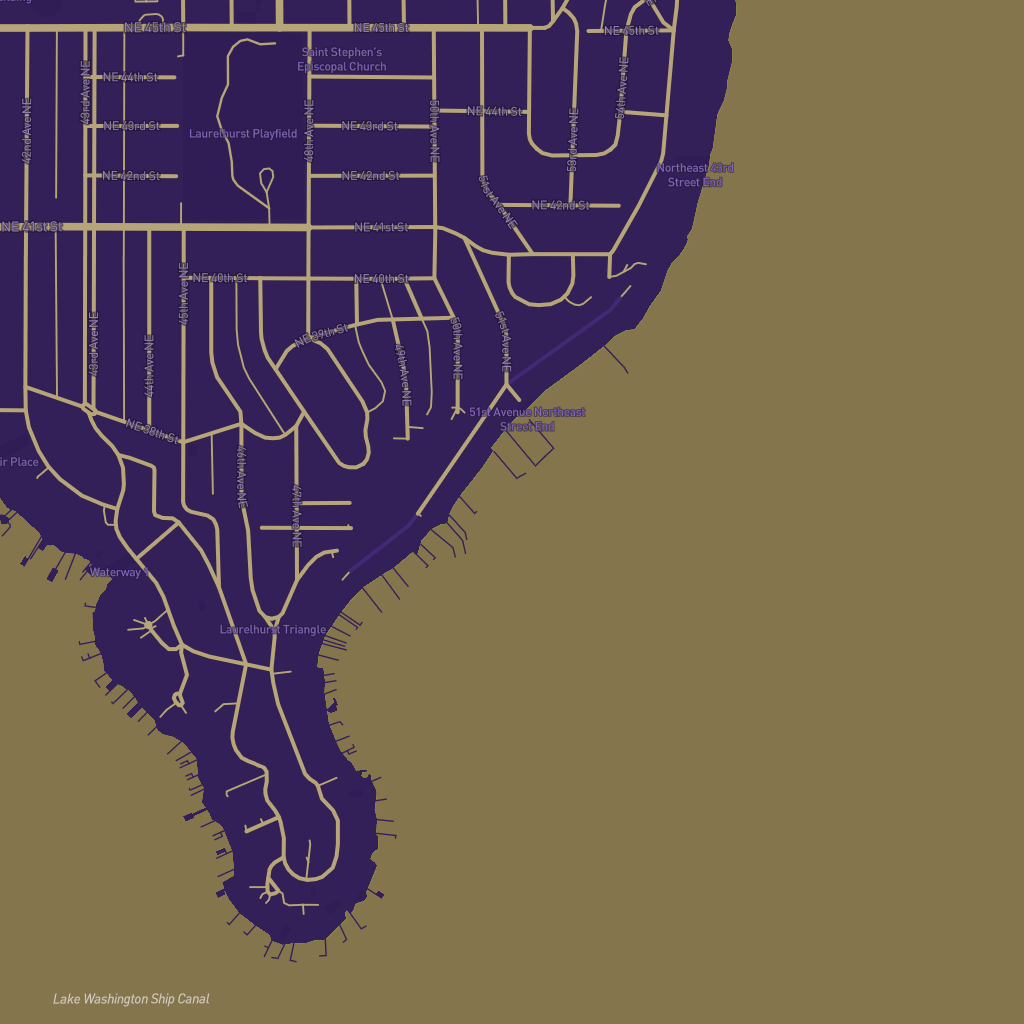 NE 45th St
NE 45th St
NE 45th St
Saint Stephen's
Episcopal Church
NE 44th St
43rd Ave NE
54th Ave NE
NE 44th St
42nd Ave NE
NE 43rd St
Laurelhurst Playfield
48th Ave NE
NE 43rd St
50th Ave NE
53rd Ave NE
NE 42nd St
NE 42nd St
Northeast 43rd
Street End
51st Ave NE
NE 42nd St
NE 41st St
NE 41st St
45th Ave NE
NE 40th St
NE 40th St
43rd Ave NE
44th Ave NE
NE 39th St
49th Ave NE
50th Ave NE
51st Ave NE
51st Avenue Northeast
Street End
NE 38th St
ir Place
46th Ave NE
47th Ave NE
Waterway 1
Laurelhurst Triangle
Lake Washington Ship Canal